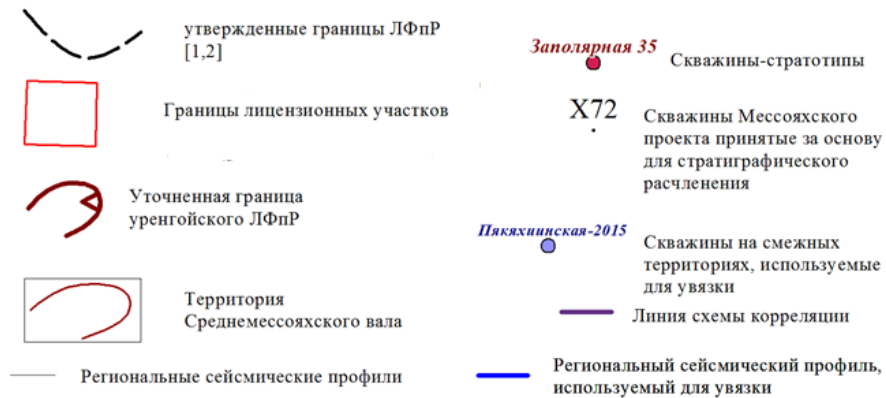 утвержденные границы ЛФпР
[1,2]
Границы лицензионных участков
Уточненная граница
уренгойского ЛФпР
Территория
Среднемессояхского вала
Региональные сейсмические профили
Заполярная 35
Скважины-стратотипы
X72
Скважины Мессояхского
проекта принятые за основу
для стратиграфического
расчленения
Пякяхиинская-2015
Скважины на смежных
территориях, используемые
для увязки
Линия схемы корреляции
Региональный сейсмический профиль,
используемый для увязки